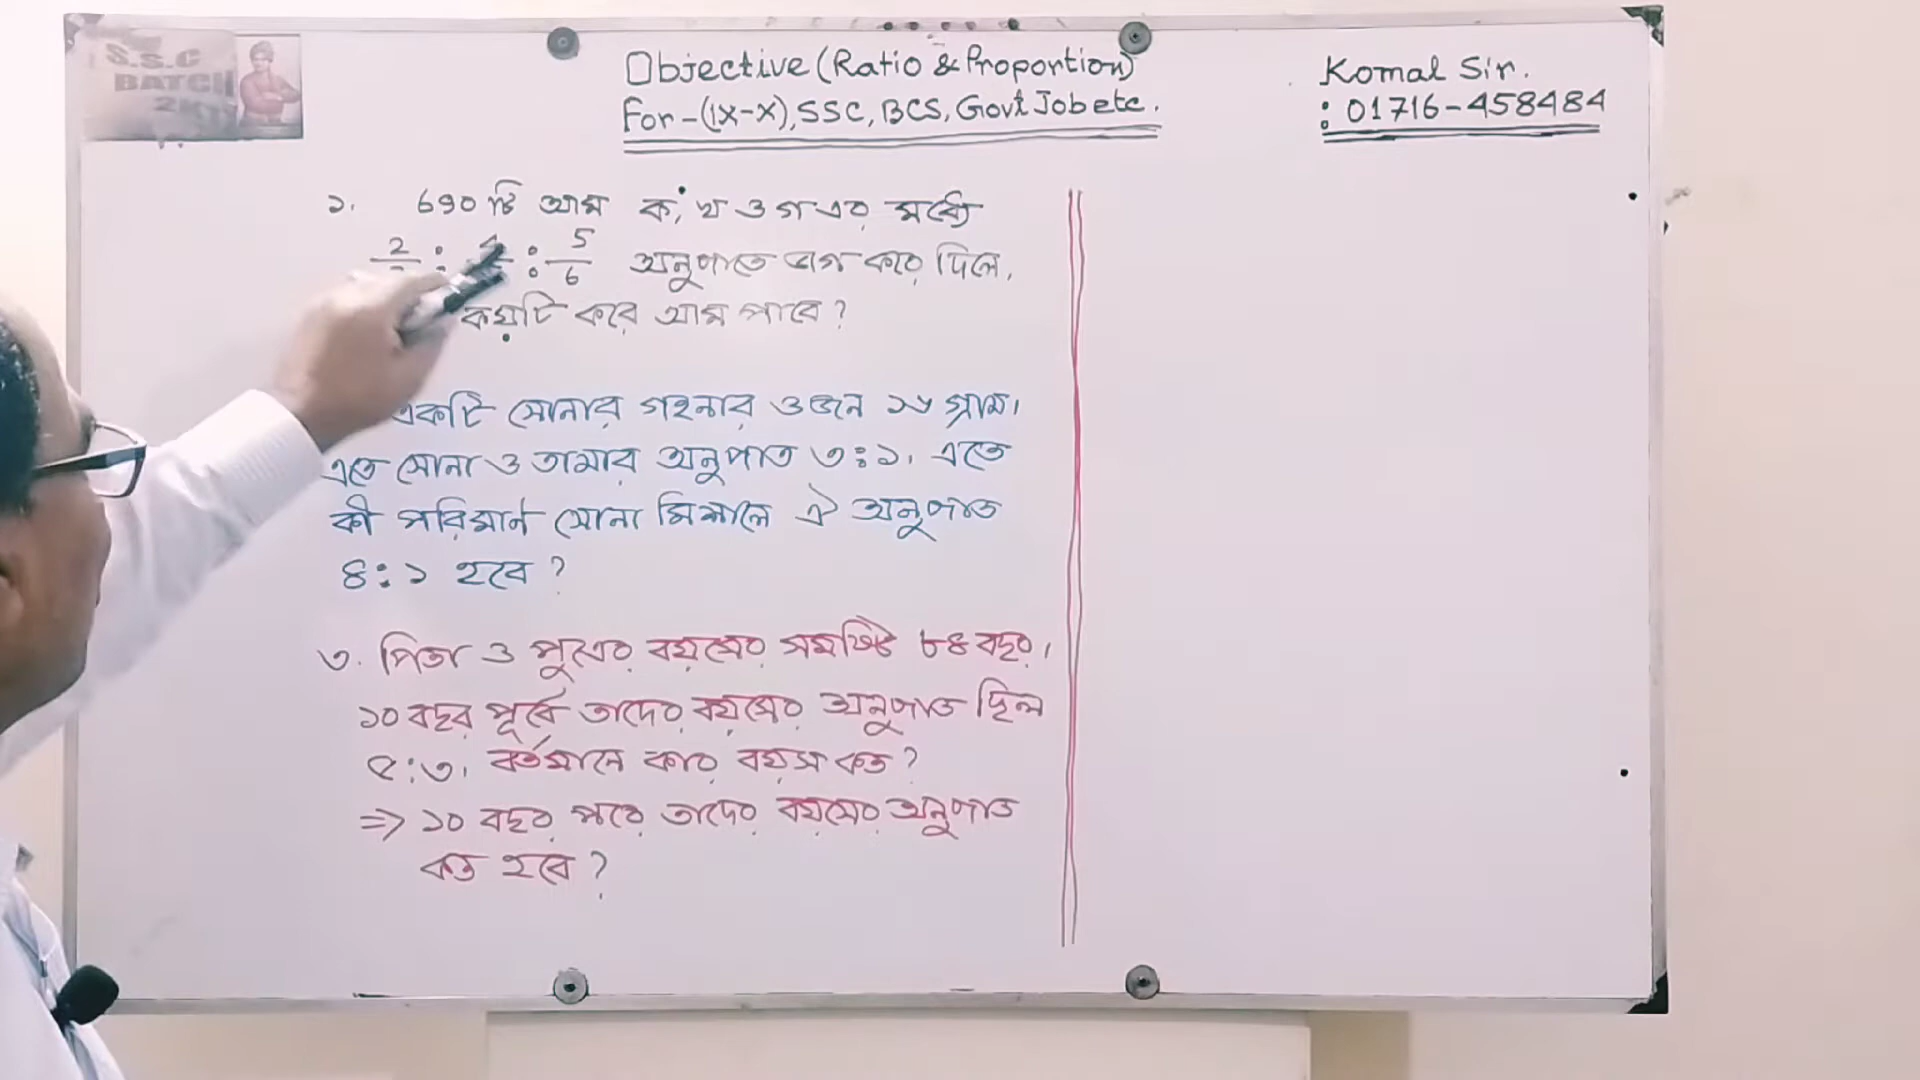 S.S.C
BATCH
Objective (Ratio & Proportion)
For - (IX-X), SSC, BCS, Govt Job etc.
Komal Sir.
: 01716-458484
১. 690 টি আম ক, খ ও গ এর মধ্যে
2 : 4 : 5/6 অনুপাতে ভাগ করে দিলে,
কয়টি করে আম পাবে?
একটি সোনার গহনার ওজন ১৬ গ্রাম।
এতে সোনা ও তামার অনুপাত ৩:১. এতে
কী পরিমান সোনা মিশালে ঐ অনুপাত
৪:১ হবে?
৩. পিতা ও পুত্রের বয়সের সমষ্টি ৮৪ বছর।
১০ বছর পূর্বে তাদের বয়সের অনুপাত ছিল
৫:৩. বর্তমানে কার বয়স কত?
=> ১০ বছর পরে তাদের বয়সের অনুপাত
কত হবে?